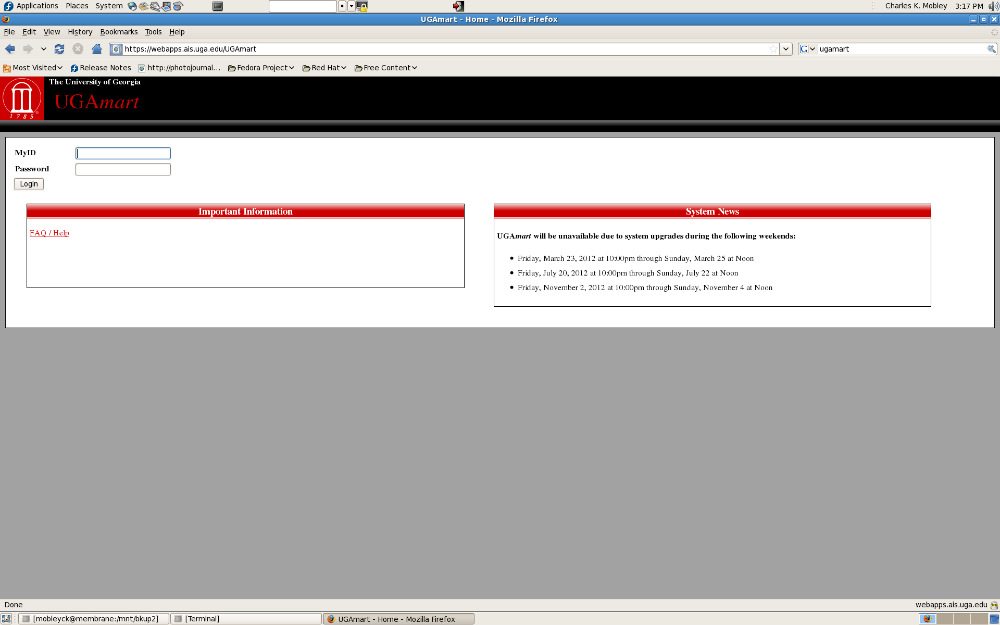 Applications Places System Charles K. Mobley 3:17 PM
UGAmart - Home - Mozilla Firefox
File Edit View History Bookmarks Tools Help
https://webapps.ais.uga.edu/UGAmart G ugamart
Most Visited Release Notes http://photojournal... Fedora Project Red Hat Free Content
The University of Georgia
UGAmart
1785
MyID
Password
Login
Important Information
FAQ / Help
System News
UGAmart will be unavailable due to system upgrades during the following weekends:
• Friday, March 23, 2012 at 10:00pm through Sunday, March 25 at Noon
• Friday, July 20, 2012 at 10:00pm through Sunday, July 22 at Noon
• Friday, November 2, 2012 at 10:00pm through Sunday, November 4 at Noon
Done webapps.ais.uga.edu
[mobleyck@membrane:/mnt/bkup2] [Terminal] UGAmart - Home - Mozilla Firefox